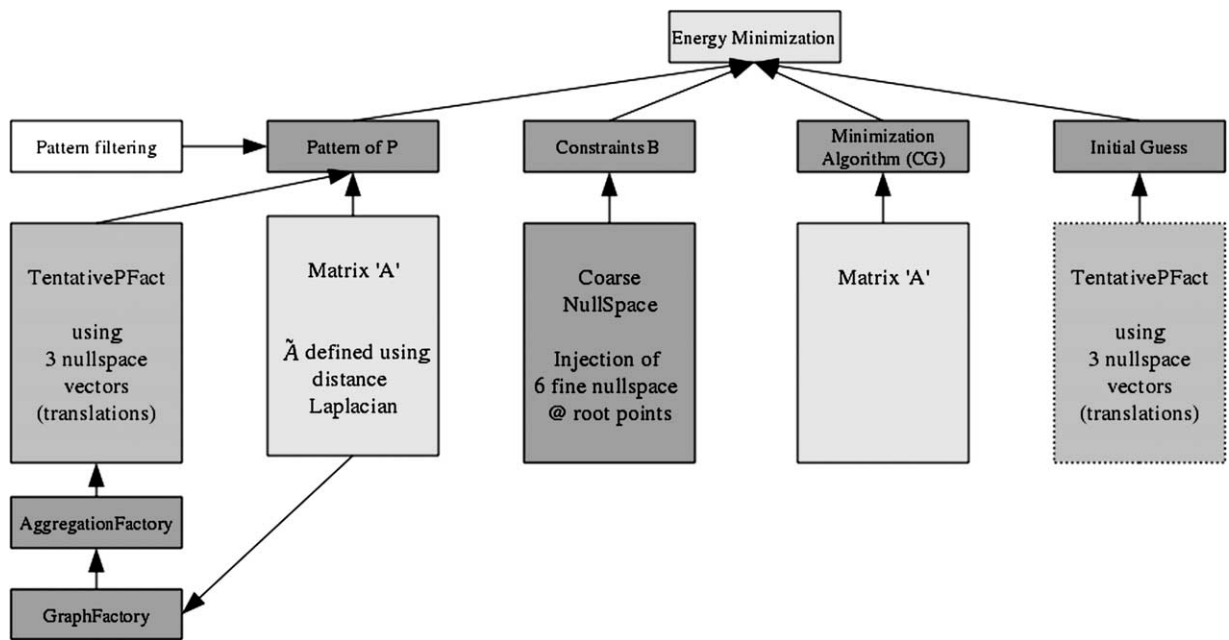 Energy Minimization
Pattern filtering
Pattern of P
Constraints B
Minimization
Algorithm (CG)
Initial Guess
TentativePFact
using
3 nullspace
vectors
(translations)
Matrix 'A'
Ã defined using
distance
Laplacian
Coarse
NullSpace
Injection of
6 fine nullspace
@ root points
Matrix 'A'
TentativePFact
using
3 nullspace
vectors
(translations)
AggregationFactory
GraphFactory